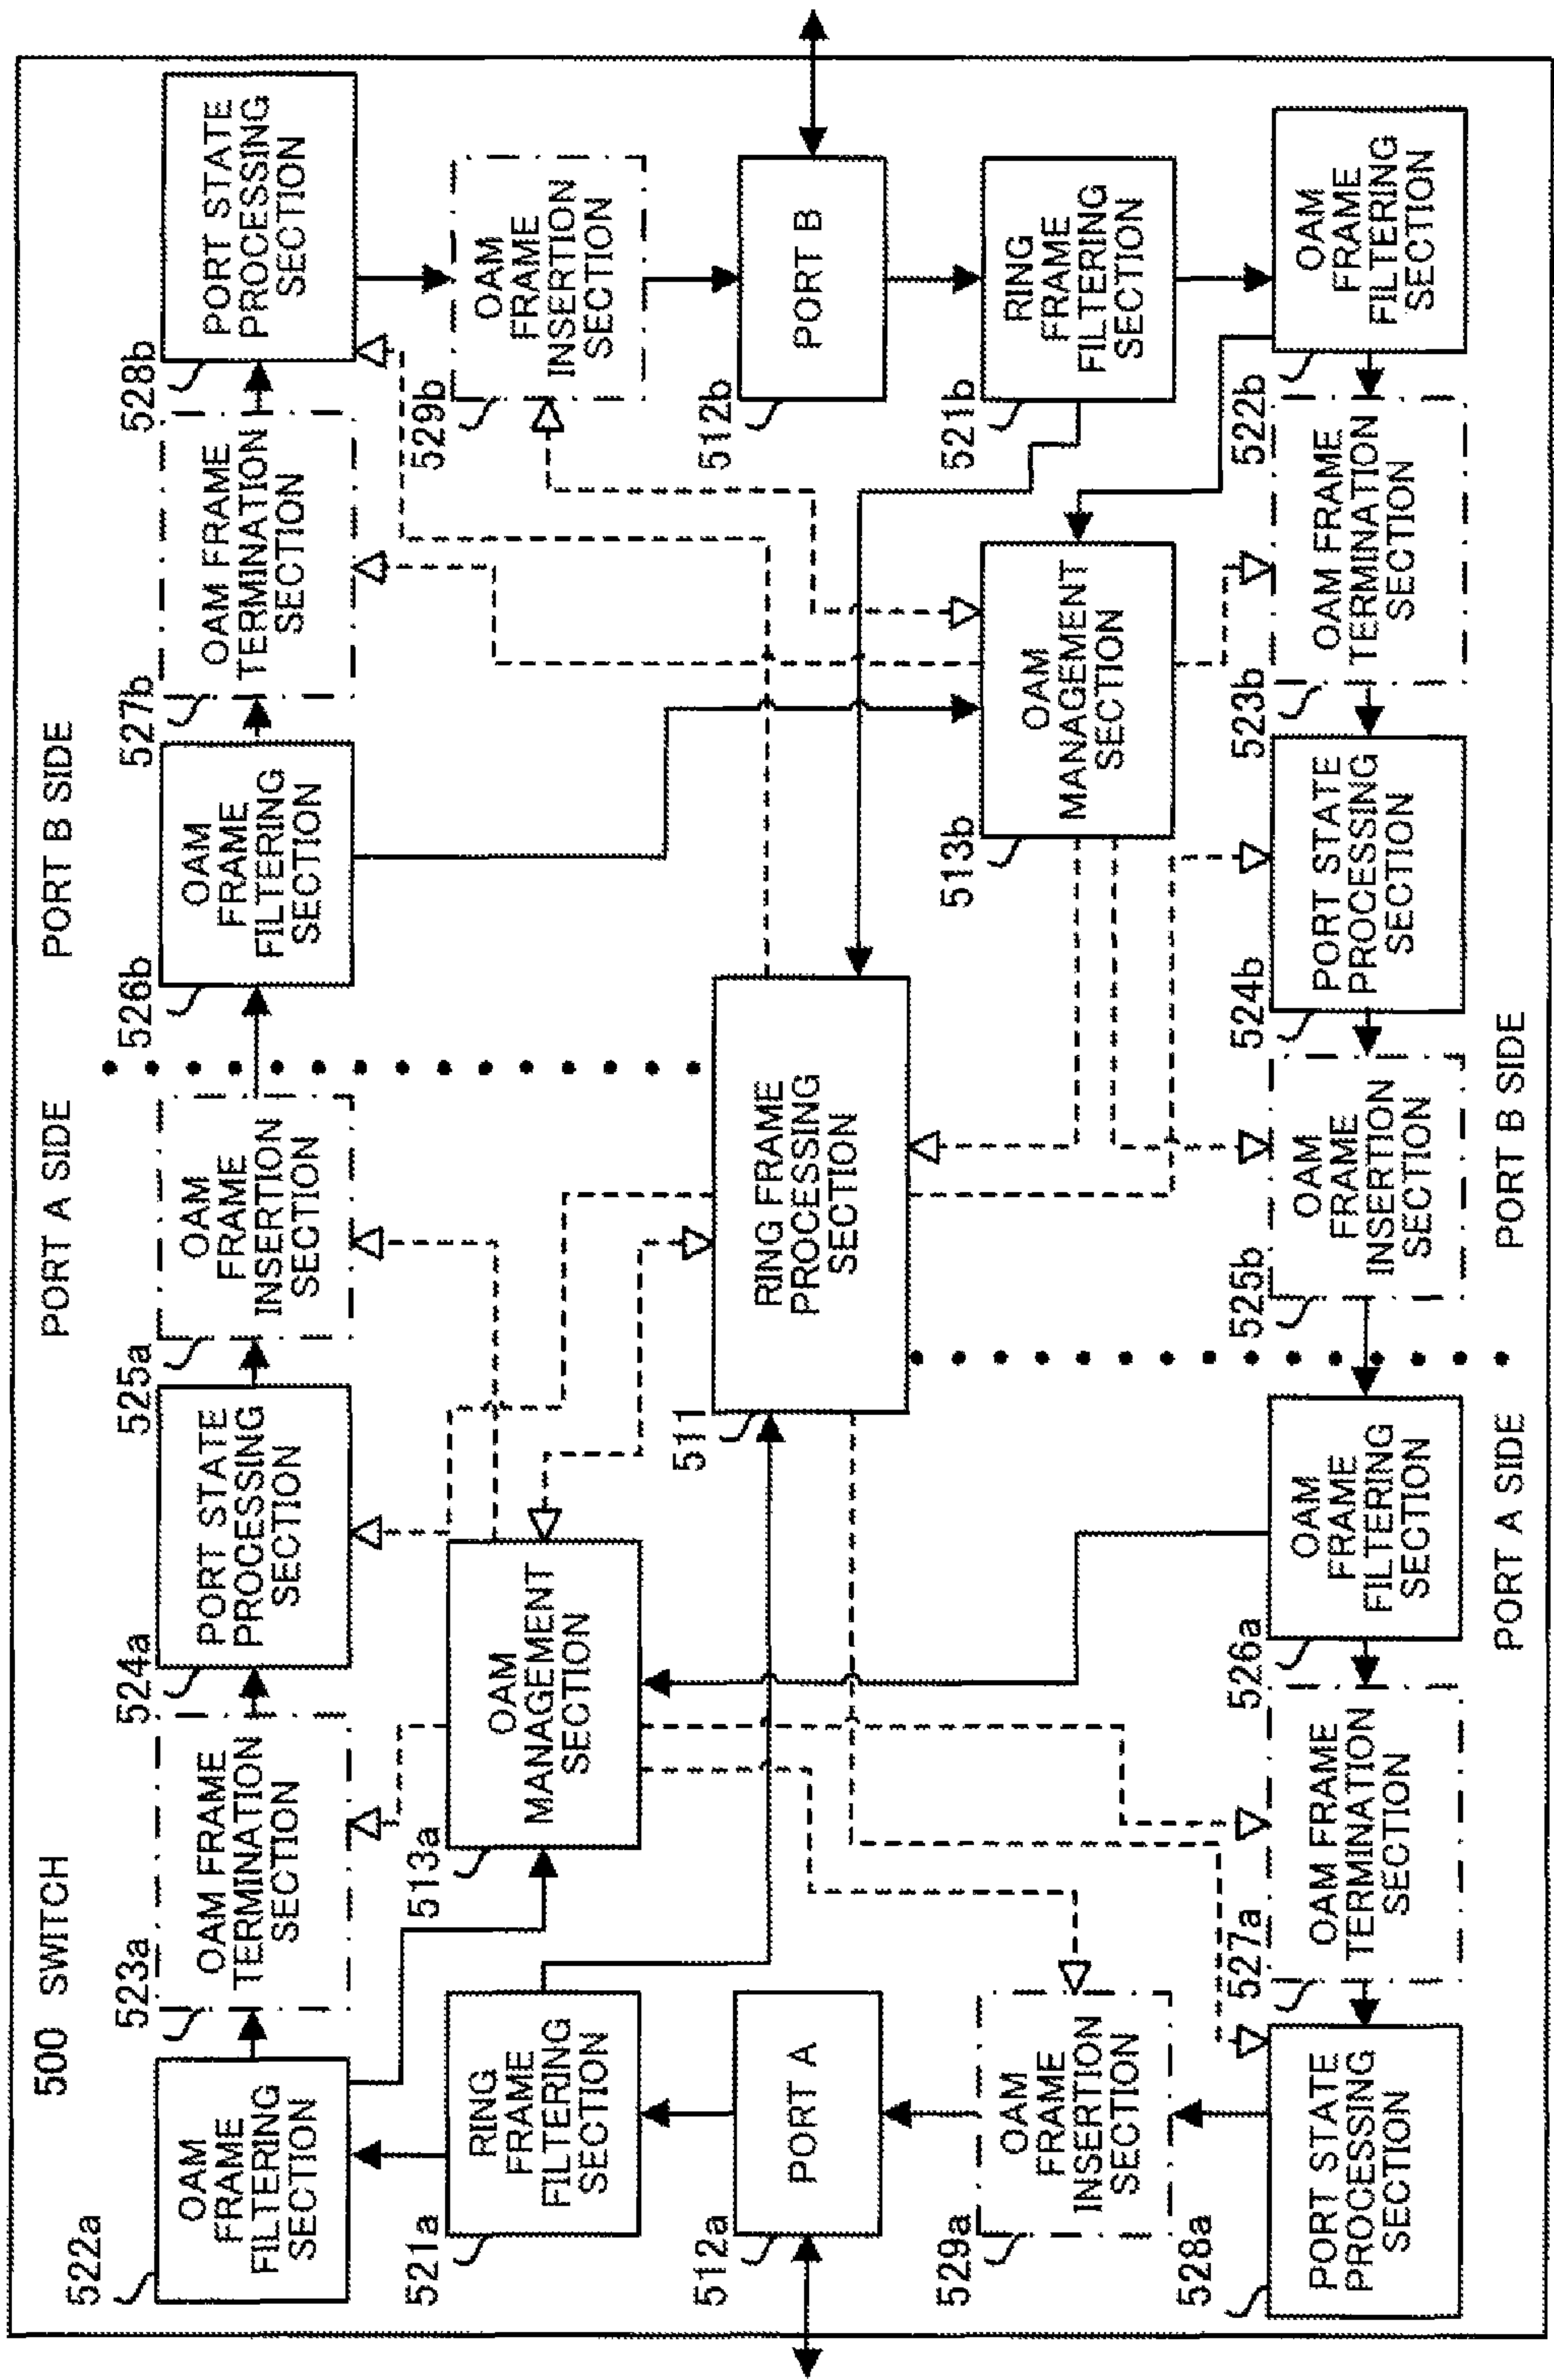 500 SWITCH
PORT A SIDE
PORT B SIDE
522a
OAM
FRAME
FILTERING
SECTION
523a
OAM FRAME
TERMINATION
SECTION
524a
PORT STATE
PROCESSING
SECTION
525a
OAM
FRAME
INSERTION
SECTION
526b
OAM
FRAME
FILTERING
SECTION
527b
OAM FRAME
TERMINATION
SECTION
528b
PORT STATE
PROCESSING
SECTION
521a
RING
FRAME
FILTERING
SECTION
513a
OAM
MANAGEMENT
SECTION
529b
OAM
FRAME
INSERTION
SECTION
512a
PORT A
511
RING FRAME
PROCESSING
SECTION
512b
PORT B
529a
OAM
FRAME
INSERTION
SECTION
513b
OAM
MANAGEMENT
SECTION
521b
RING
FRAME
FILTERING
SECTION
528a
PORT STATE
PROCESSING
SECTION
527a
OAM FRAME
TERMINATION
SECTION
526a
OAM
FRAME
FILTERING
SECTION
525b
OAM
FRAME
INSERTION
SECTION
524b
PORT STATE
PROCESSING
SECTION
523b
OAM FRAME
TERMINATION
SECTION
522b
OAM
FRAME
FILTERING
SECTION
PORT A SIDE
PORT B SIDE